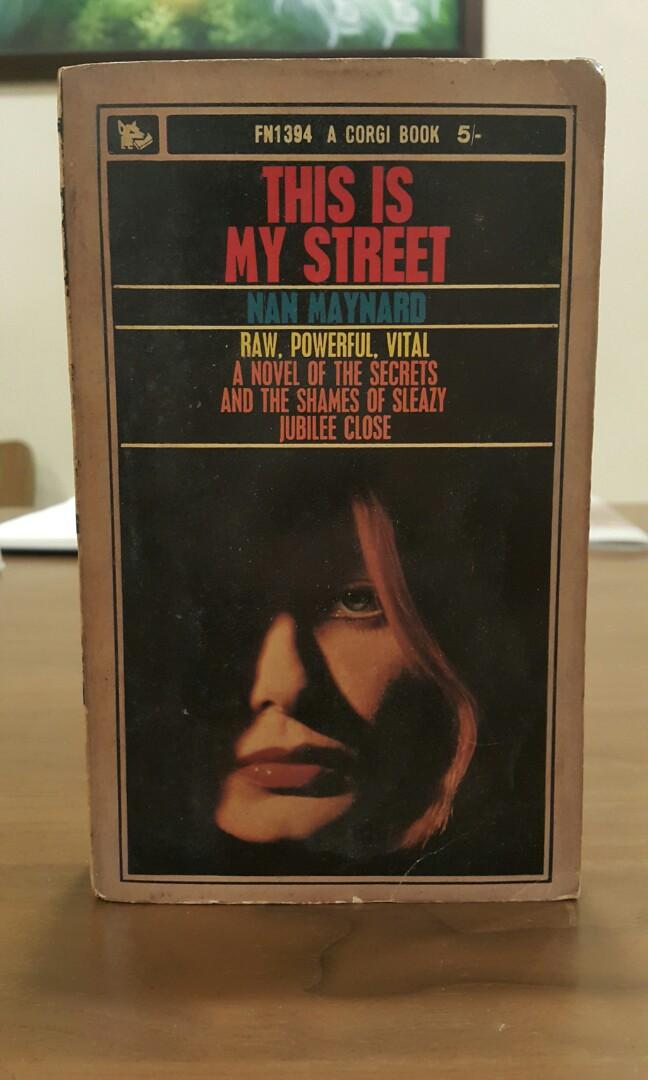 FN1394 A CORGI BOOK 5/-
THIS IS
MY STREET
NAN MAYNARD
RAW, POWERFUL, VITAL
A NOVEL OF THE SECRETS
AND THE SHAMES OF SLEAZY
JUBILEE CLOSE